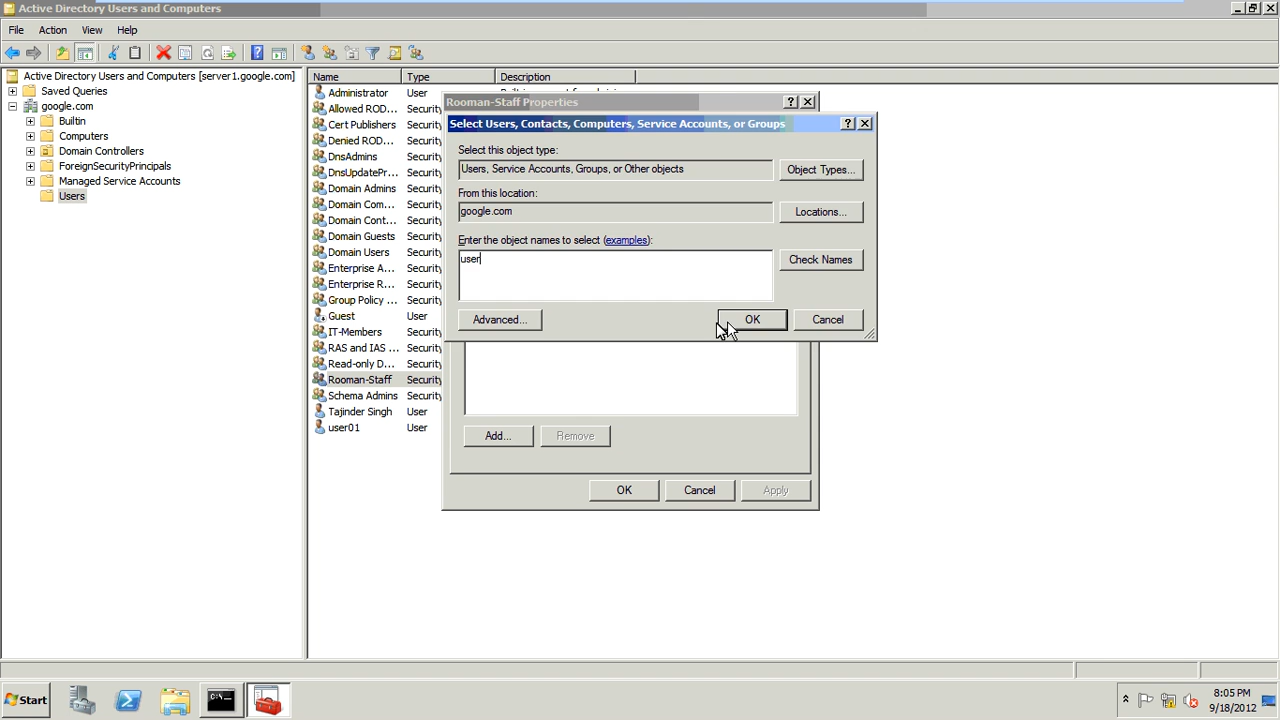 Active Directory Users and Computers
File Action View Help
Active Directory Users and Computers [server1.google.com]
Saved Queries
google.com
Builtin
Computers
Domain Controllers
ForeignSecurityPrincipals
Managed Service Accounts
Users
Name Type Description
Administrator User
Allowed ROD... Security
Cert Publishers Security
Denied ROD... Security
DnsAdmins Security
DnsUpdatePr... Security
Domain Admins Security
Domain Com... Security
Domain Cont... Security
Domain Guests Security
Domain Users Security
Enterprise A... Security
Enterprise R... Security
Group Policy ... Security
Guest User
IT-Members Security
RAS and IAS ... Security
Read-only D... Security
Rooman-Staff Security
Schema Admins Security
Tajinder Singh User
user01 User
Rooman-Staff Properties
Select Users, Contacts, Computers, Service Accounts, or Groups
Select this object type:
Users, Service Accounts, Groups, or Other objects Object Types...
From this location:
google.com Locations...
Enter the object names to select (examples):
user Check Names
Advanced... OK Cancel
Add... Remove
OK Cancel Apply
Start
8:05 PM
9/18/2012